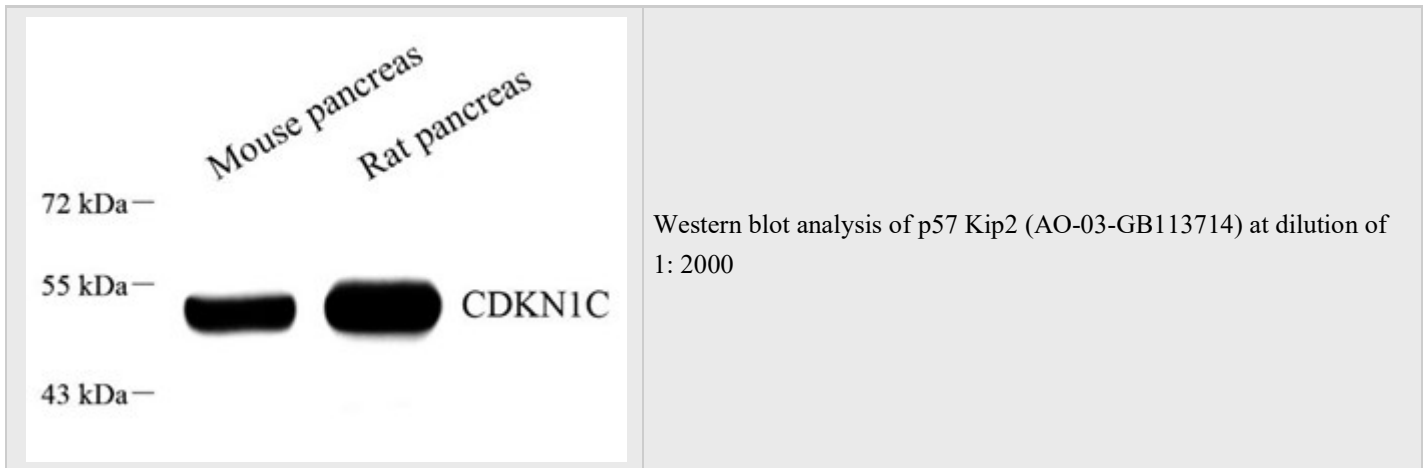 Mouse pancreas
Rat pancreas
72 kDa
55 kDa
CDKN1C
43 kDa
Western blot analysis of p57 Kip2 (AO-03-GB113714) at dilution of
1: 2000